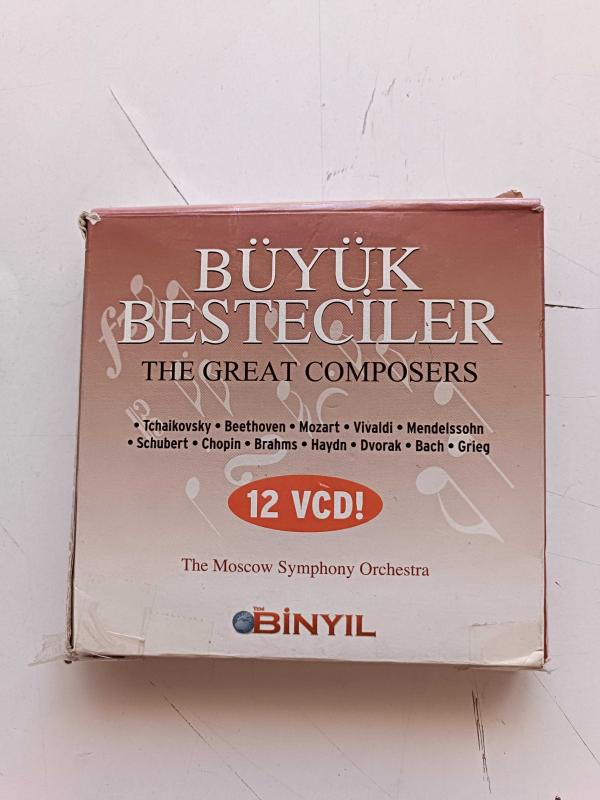 BÜYÜK
BESTECİLER
THE GREAT COMPOSERS
• Tchaikovsky • Beethoven • Mozart • Vivaldi • Mendelssohn
• Schubert • Chopin • Brahms • Haydn • Dvorak • Bach • Grieg
12 VCD!
The Moscow Symphony Orchestra
YENİ
BİNYIL